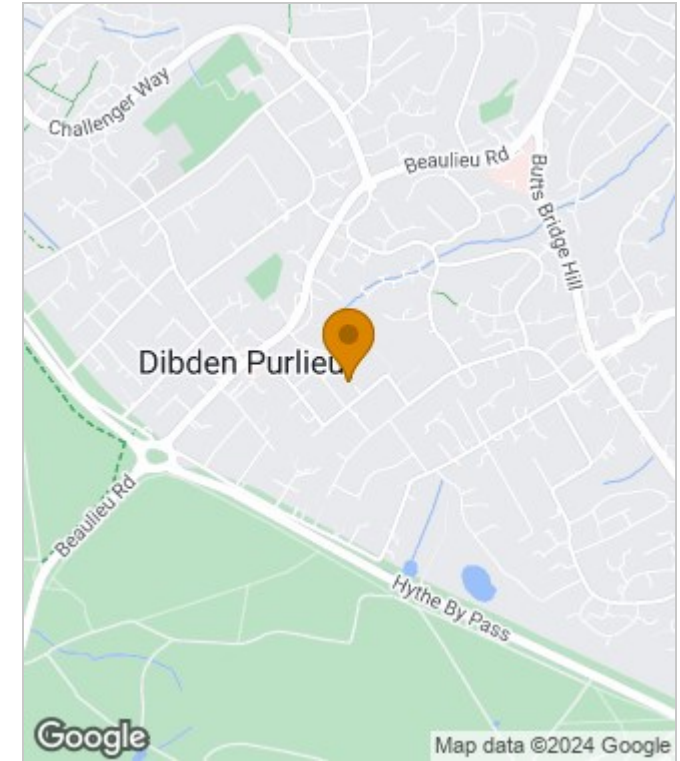 Challenger Way
Beaulieu Rd
Butts Bridge Hill
Dibden Purlieu
Beaulieu Rd
Hythe By Pass
Google
Map data ©2024 Google